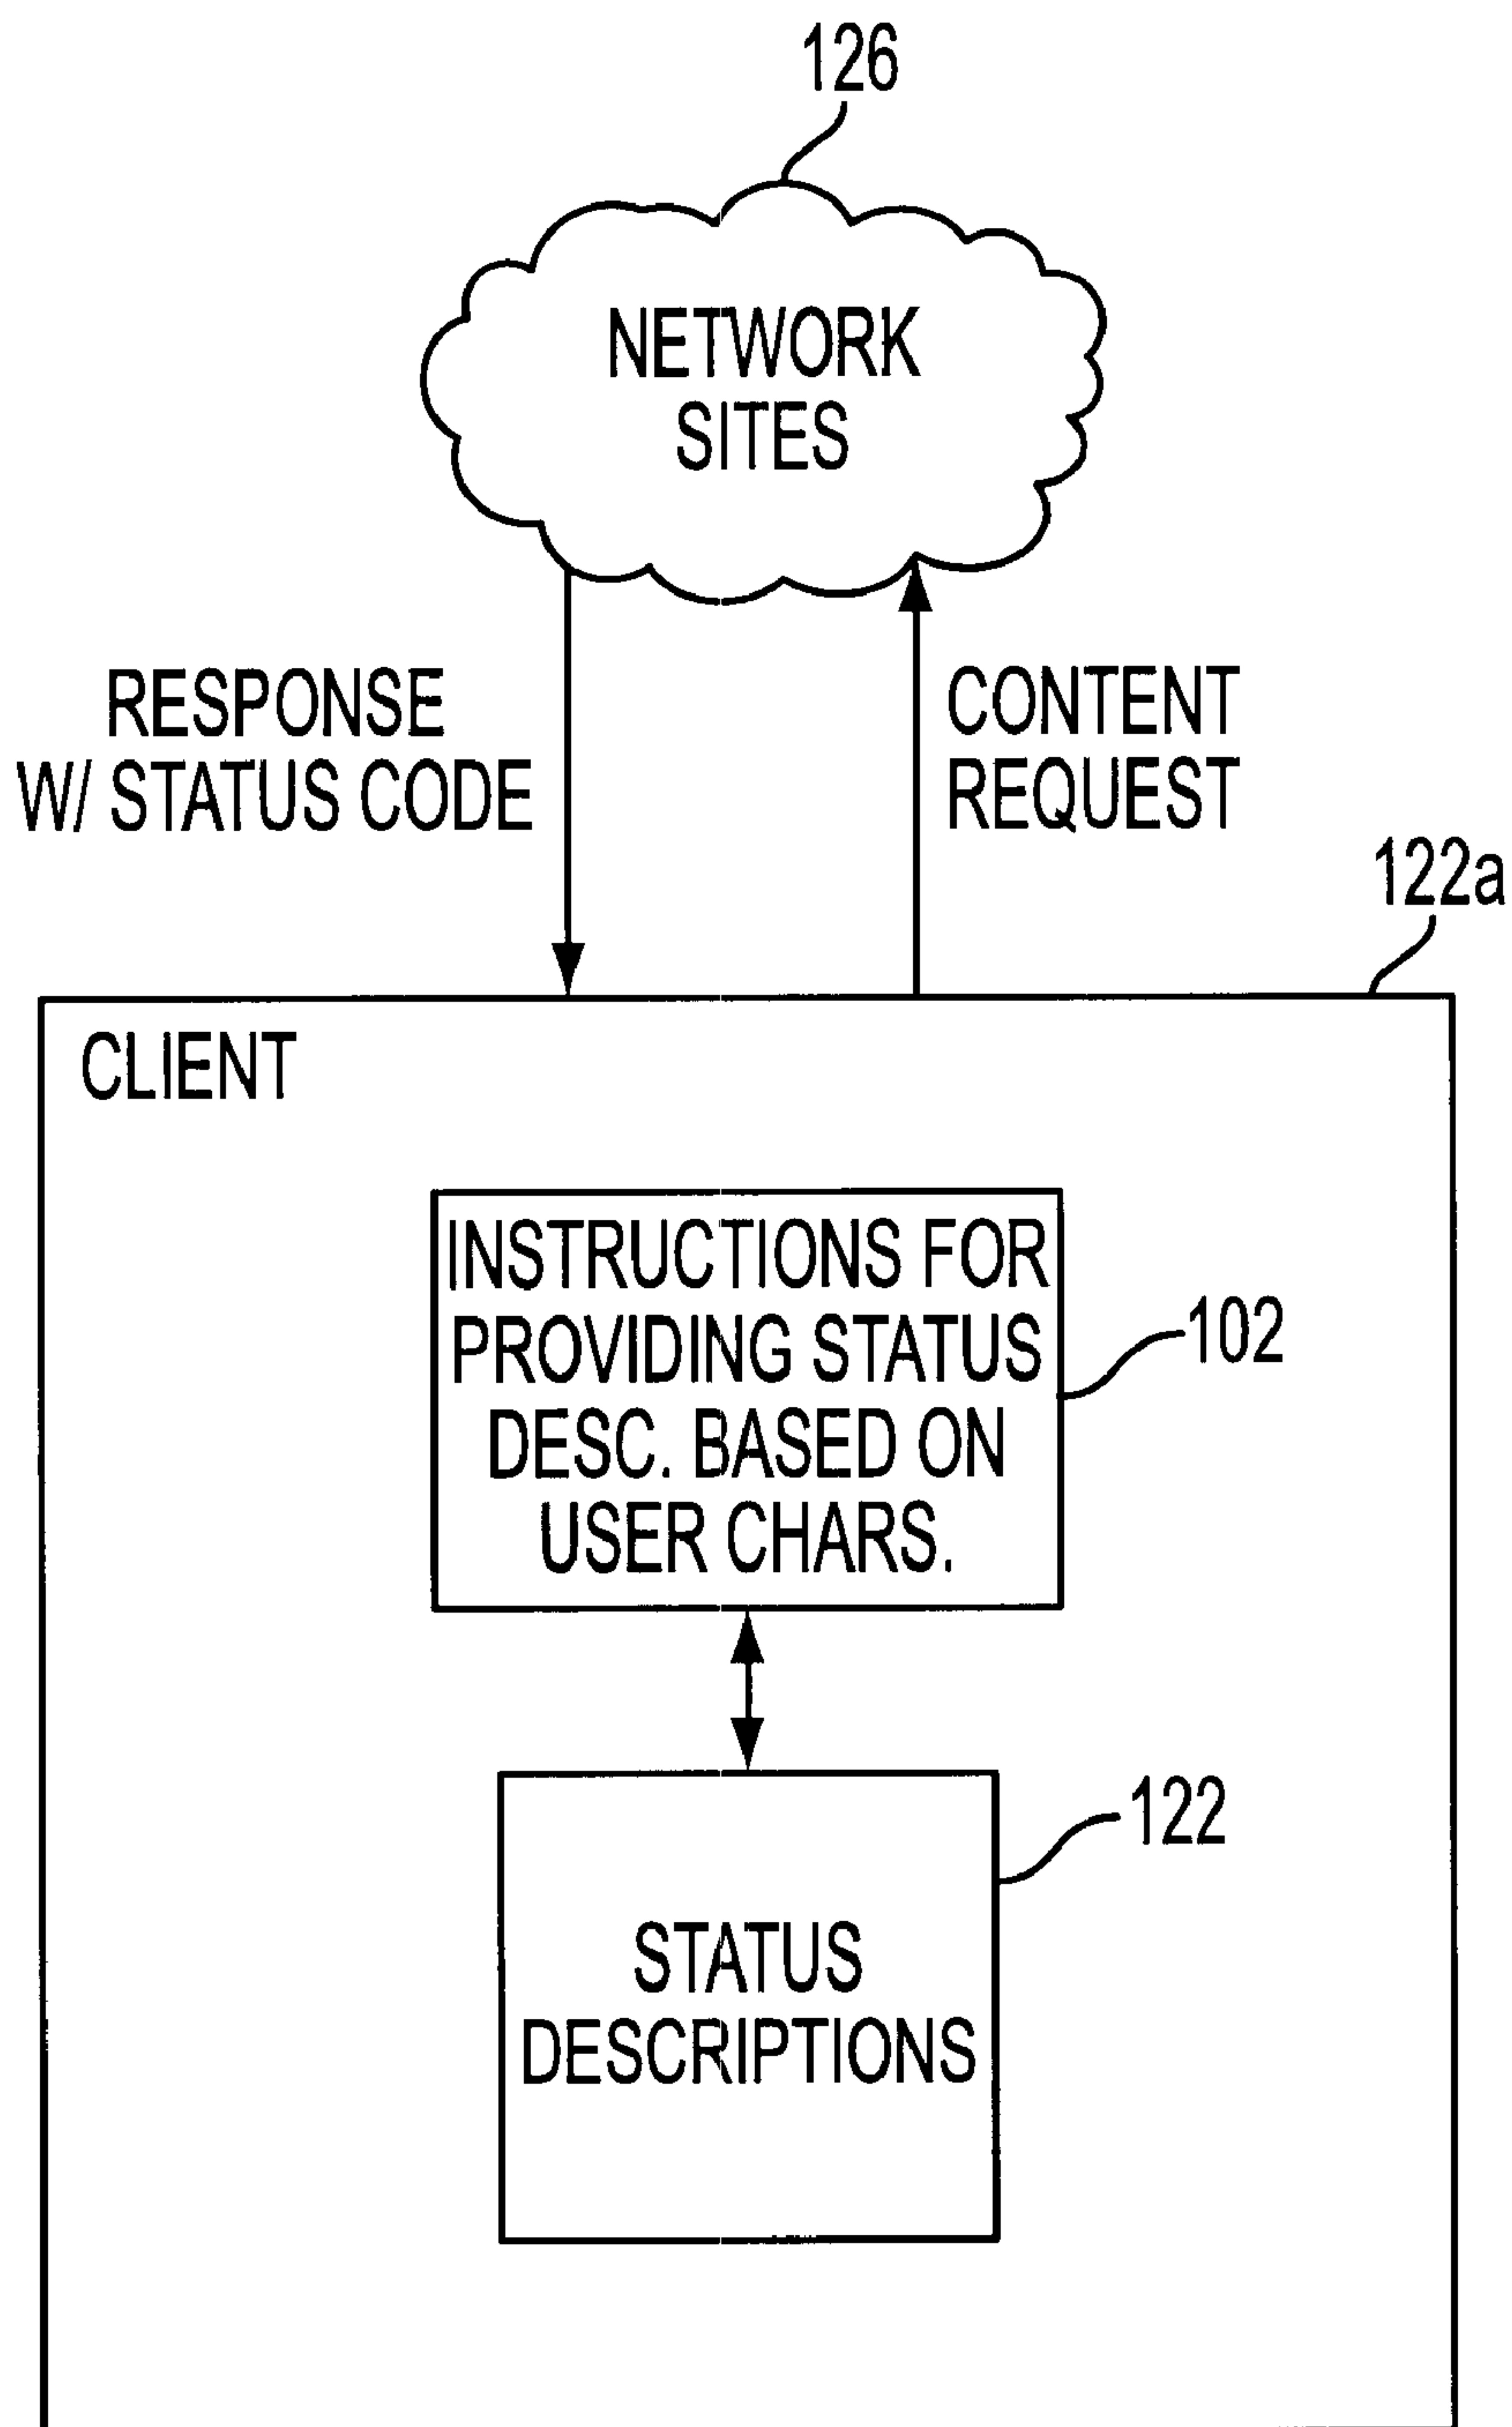 126
NETWORK
SITES
RESPONSE
W/ STATUS CODE
CONTENT
REQUEST
122a
CLIENT
INSTRUCTIONS FOR
PROVIDING STATUS
DESC. BASED ON
USER CHARS.
102
122
STATUS
DESCRIPTIONS